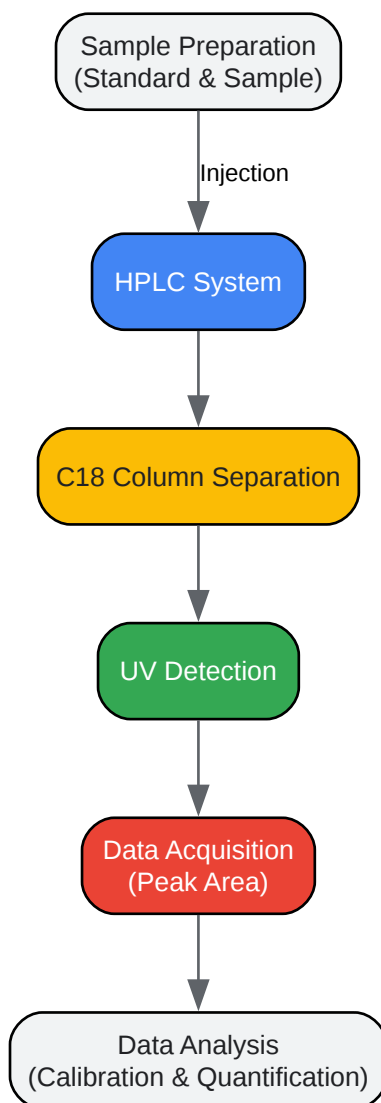 Sample Preparation
(Standard & Sample)
Injection
HPLC System
C18 Column Separation
UV Detection
Data Acquisition
(Peak Area)
Data Analysis
(Calibration & Quantification)